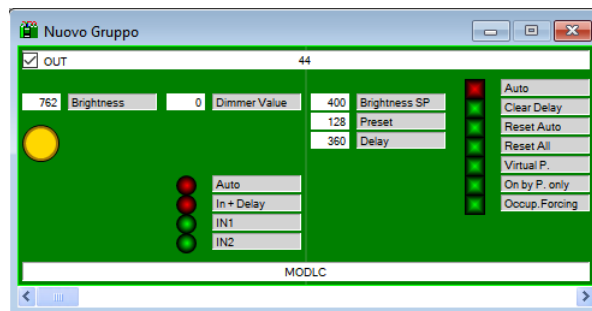 Nuovo Gruppo
OUT 44
762 Brightness 0 Dimmer Value 400 Brightness SP
128 Preset
360 Delay
Auto
In + Delay
IN1
IN2
Auto
Clear Delay
Reset Auto
Reset All
Virtual P.
On by P. only
Occup.Forcing
MODLC